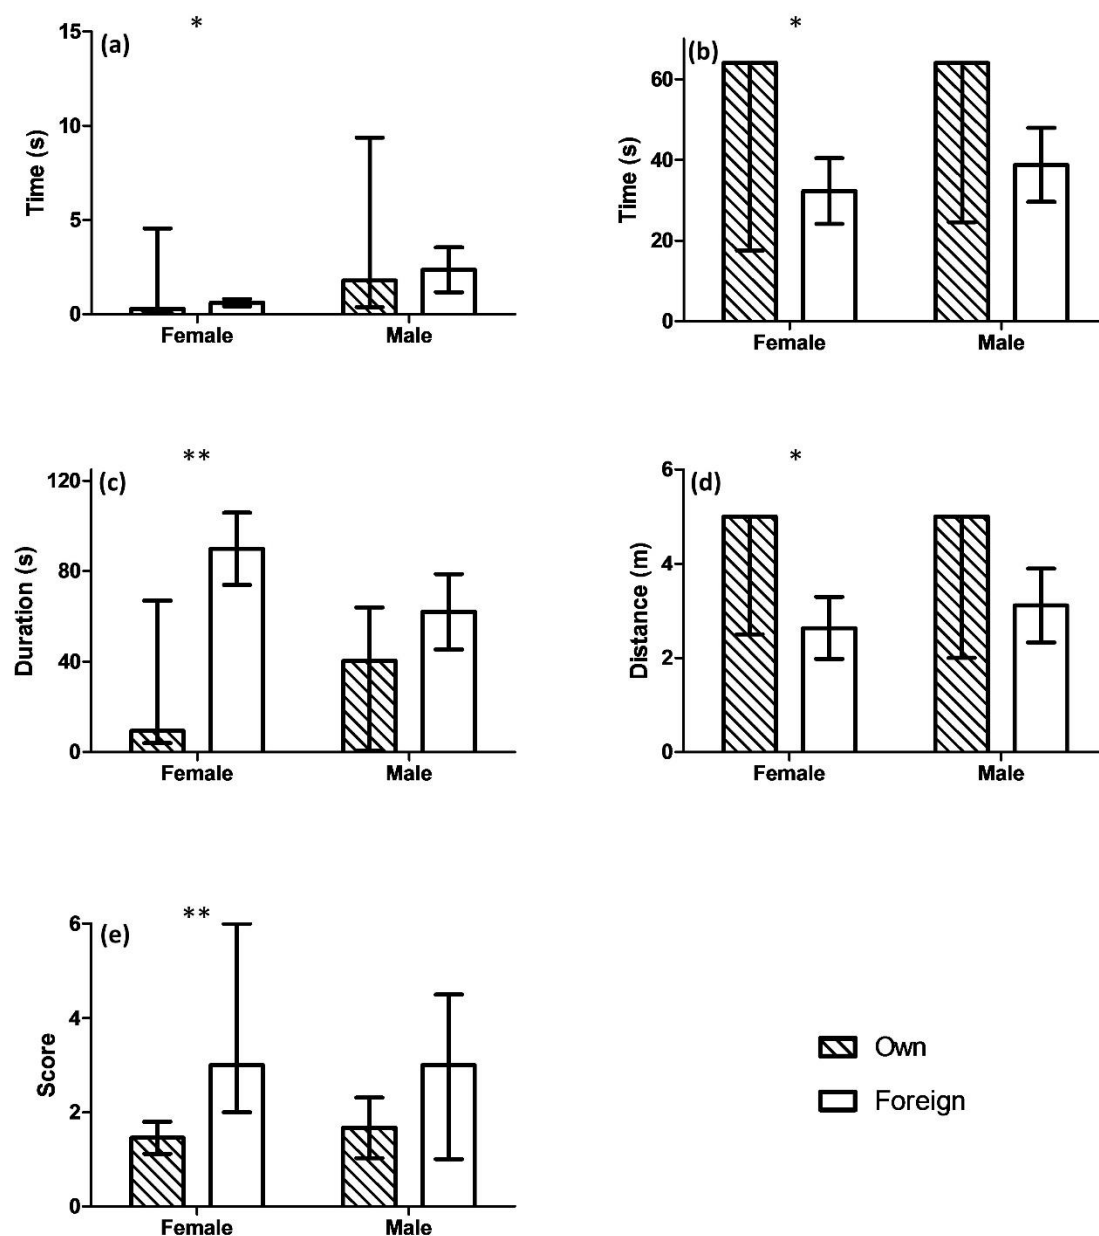 *
(a)
15
10
5
0
Time (s)
Female
Male
*
(b)
60
40
20
0
Time (s)
Female
Male
**
(c)
120
80
40
0
Duration (s)
Female
Male
*
(d)
6
4
2
0
Distance (m)
Female
Male
**
(e)
6
4
2
0
Score
Female
Male
Own
Foreign